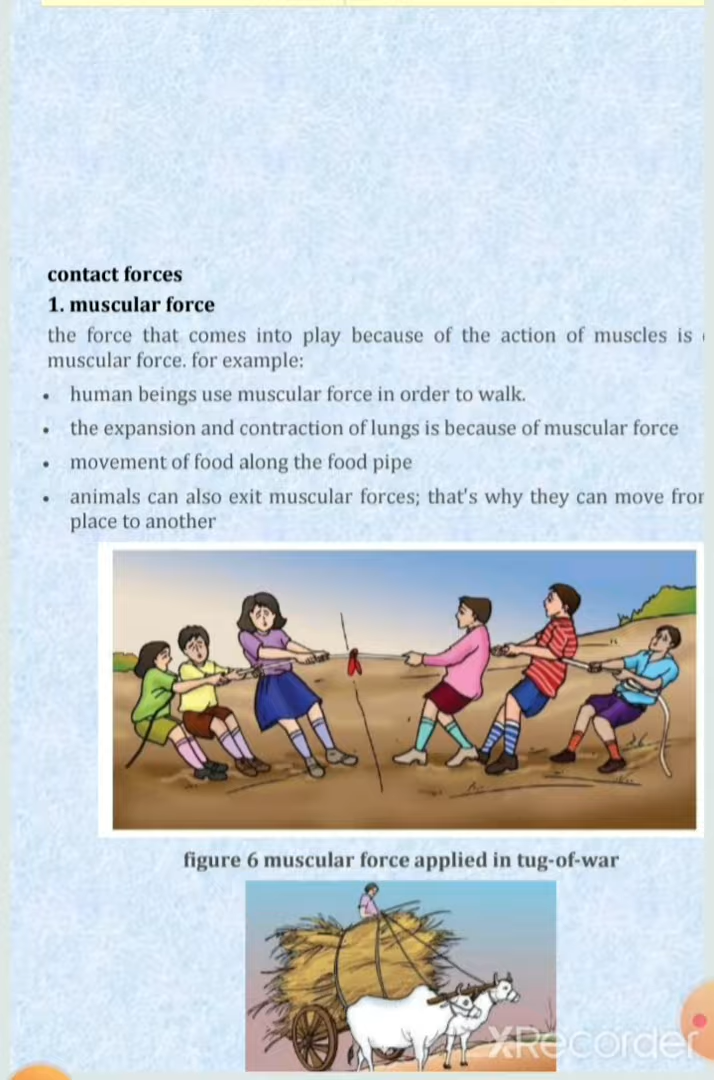 contact forces
1. muscular force
the force that comes into play because of the action of muscles is
muscular force. for example:
• human beings use muscular force in order to walk.
• the expansion and contraction of lungs is because of muscular force
• movement of food along the food pipe
• animals can also exit muscular forces; that's why they can move
place to another
figure 6 muscular force applied in tug-of-war
XRecorder